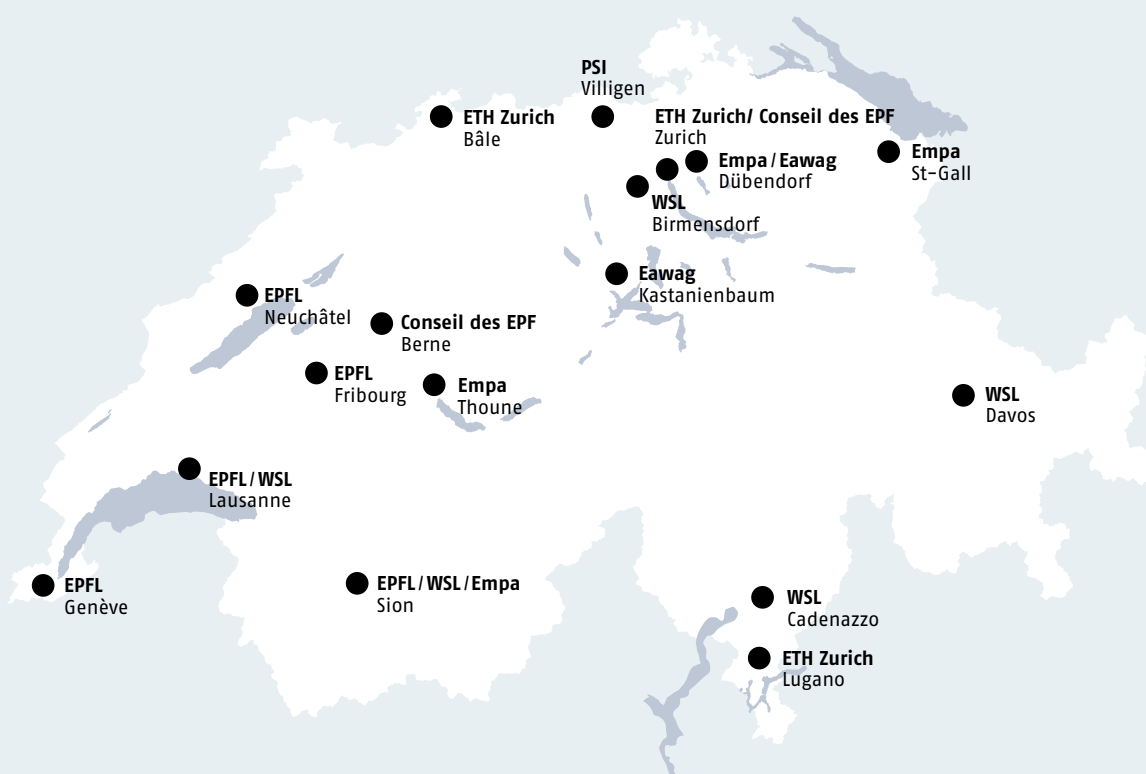 PSI
Villigen
ETH Zurich
Bâle
ETH Zurich/ Conseil des EPF
Zurich
Empa/Eawag
Dübendorf
Empa
St-Gall
WSL
Birmensdorf
Eawag
Kastanienbaum
EPFL
Neuchâtel
Conseil des EPF
Berne
EPFL
Fribourg
Empa
Thoune
WSL
Davos
EPFL/WSL
Lausanne
EPFL
Genève
EPFL/WSL/Empa
Sion
WSL
Cadenazzo
ETH Zurich
Lugano